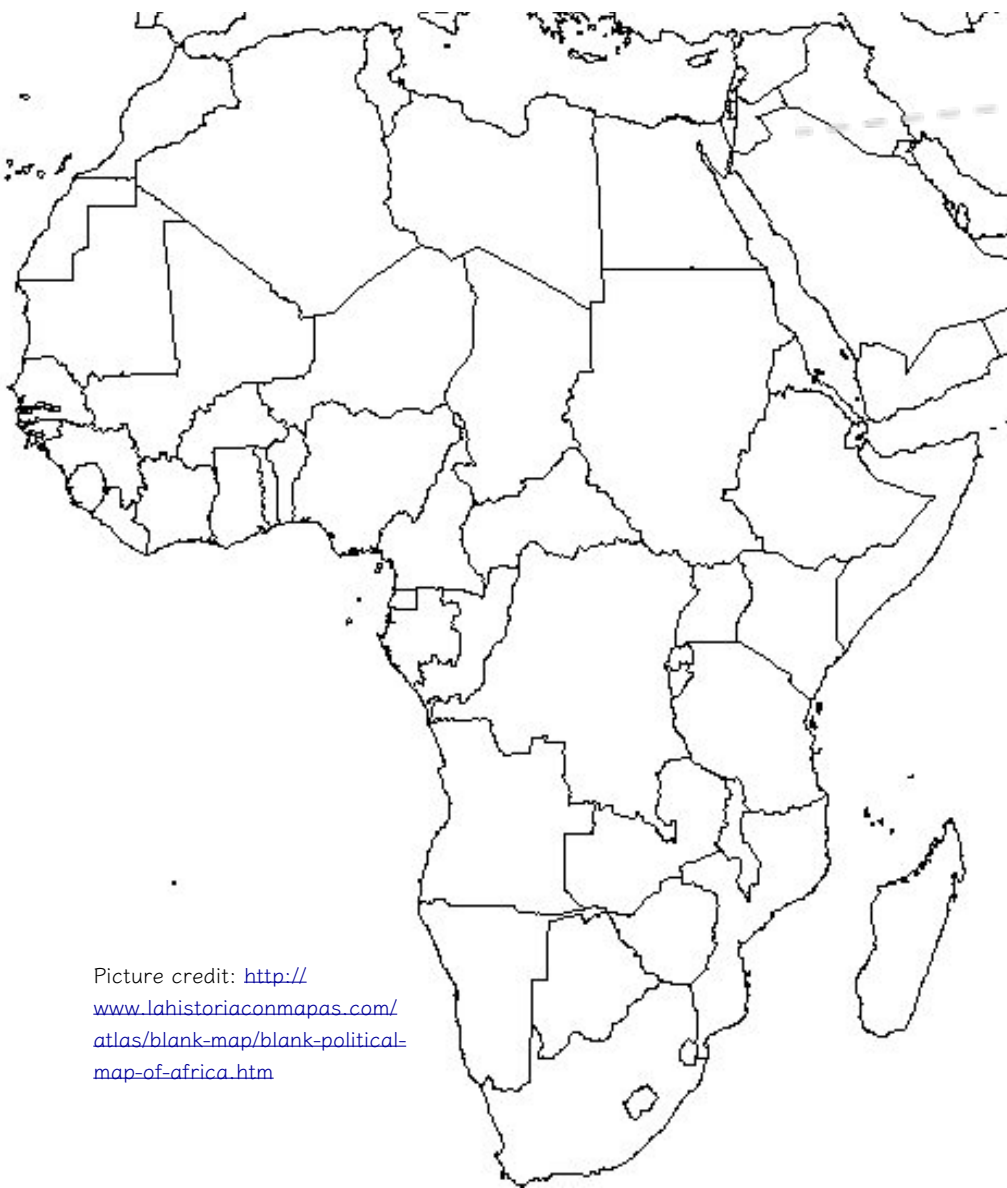 Picture credit: http://
www.lahistoriaconmapas.com/
atlas/blank-map/blank-political-
map-of-africa.htm